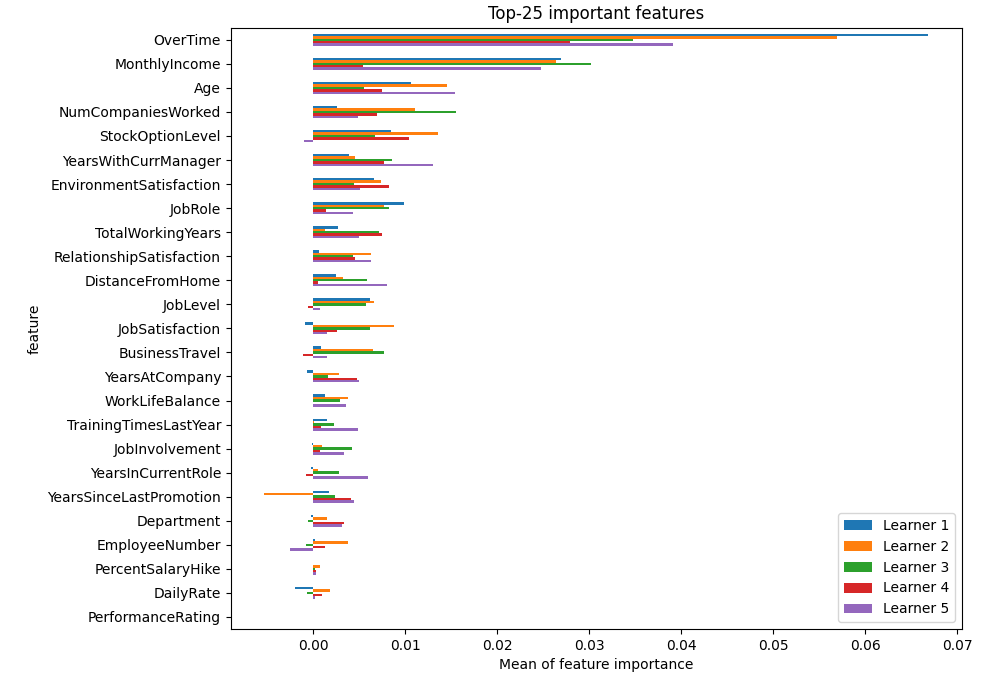 Top-25 important features
OverTime
MonthlyIncome
Age
NumCompaniesWorked
StockOptionLevel
YearsWithCurrManager
EnvironmentSatisfaction
JobRole
TotalWorkingYears
RelationshipSatisfaction
DistanceFromHome
JobLevel
JobSatisfaction
BusinessTravel
YearsAtCompany
WorkLifeBalance
TrainingTimesLastYear
JobInvolvement
YearsInCurrentRole
YearsSinceLastPromotion
Department
EmployeeNumber
PercentSalaryHike
DailyRate
PerformanceRating
feature
Learner 1
Learner 2
Learner 3
Learner 4
Learner 5
0.00 0.01 0.02 0.03 0.04 0.05 0.06 0.07
Mean of feature importance